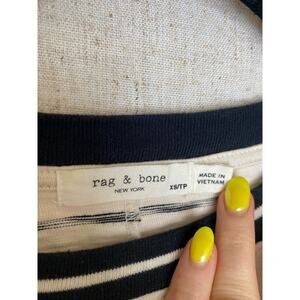 rag & bone
NEW YORK
XS/TP
MADE IN
VIETNAM